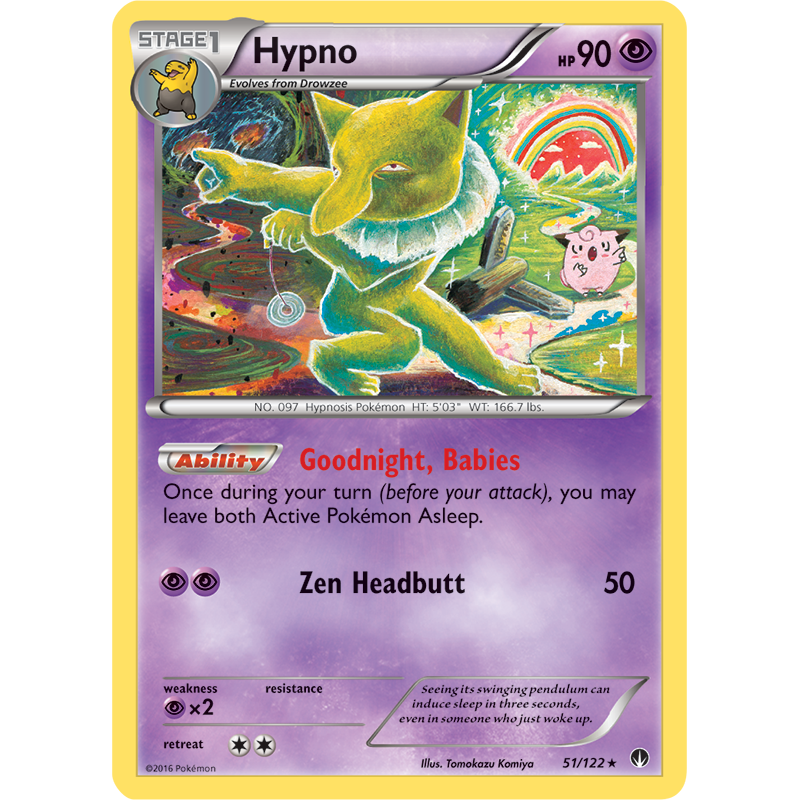 STAGE1
Hypno
HP90
Evolves from Drowzee
NO. 097 Hypnosis Pokémon HT: 5'03" WT: 166.7 lbs.
Ability Goodnight, Babies
Once during your turn (before your attack), you may
leave both Active Pokémon Asleep.
Zen Headbutt 50
weakness resistance
×2
retreat
Seeing its swinging pendulum can
induce sleep in three seconds,
even in someone who just woke up.
©2016 Pokémon
Illus. Tomokazu Komiya 51/122 ★